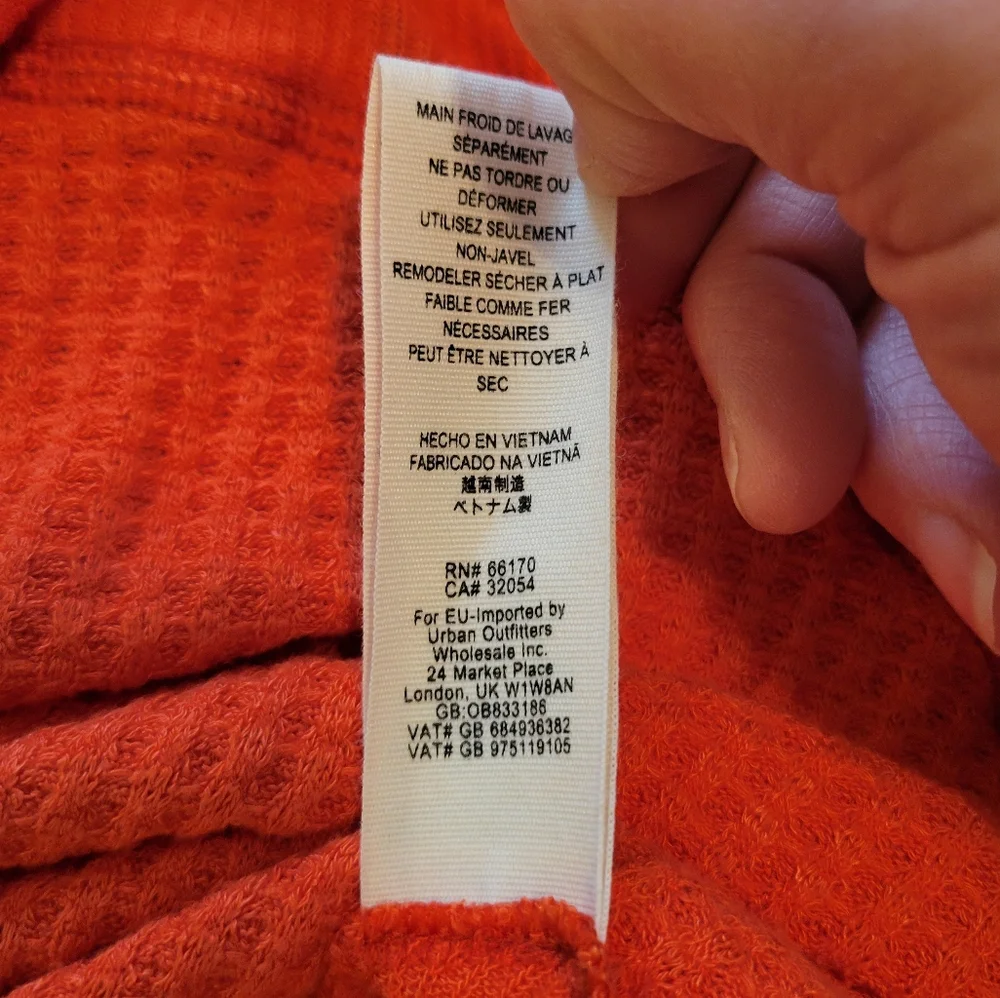 MAIN FROID DE LAVAG
SÉPARÉMENT
NE PAS TORDRE OU
DÉFORMER
UTILISEZ SEULEMENT
NON-JAVEL
REMODELER SÉCHER À PLAT
FAIBLE COMME FER
NÉCESSAIRES
PEUT ÊTRE NETTOYER À
SEC
HECHO EN VIETNAM
FABRICADO NA VIETNÃ
越南制造
ベトナム製
RN# 66170
CA# 32054
For EU-Imported by
Urban Outfitters
Wholesale Inc.
24 Market Place
London, UK W1W8AN
GB:OB833186
VAT# GB 684936382
VAT# GB 975119105